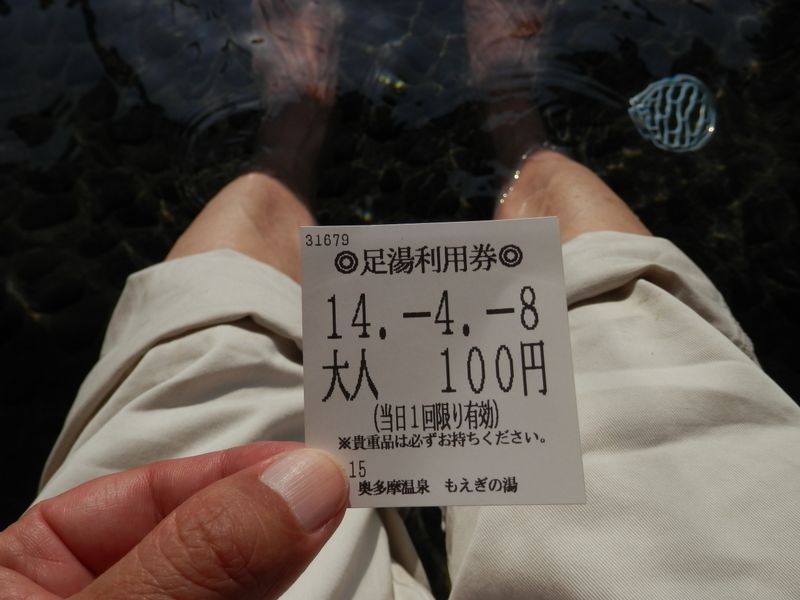 31679
◎足湯利用券◎
14.-4.-8
大人 100円
(当日1回限り有効)
※貴重品は必ずお持ちください。
15
奥多摩温泉 もえぎの湯